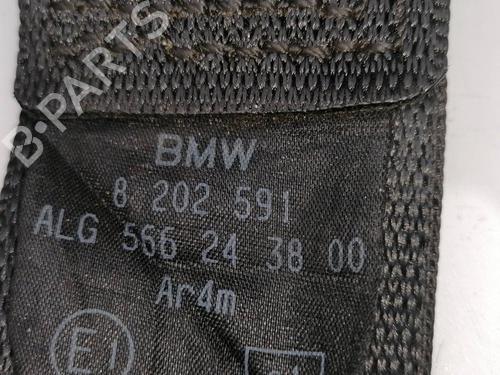 B-PARTS
BMW
8 202 591
ALG 566 24 38 00
Ar4m
E1